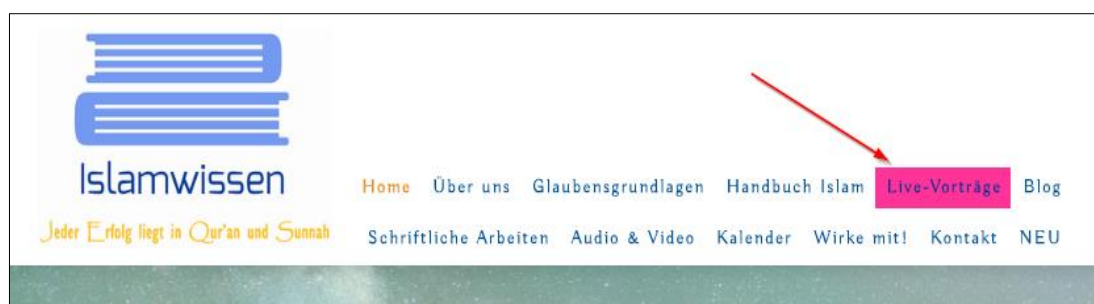 Islamwissen
Jeder Erfolg liegt in Qur'an und Sunnah
Home Über uns Glaubensgrundlagen Handbuch Islam Live-Vorträge Blog
Schriftliche Arbeiten Audio & Video Kalender Wirke mit! Kontakt NEU